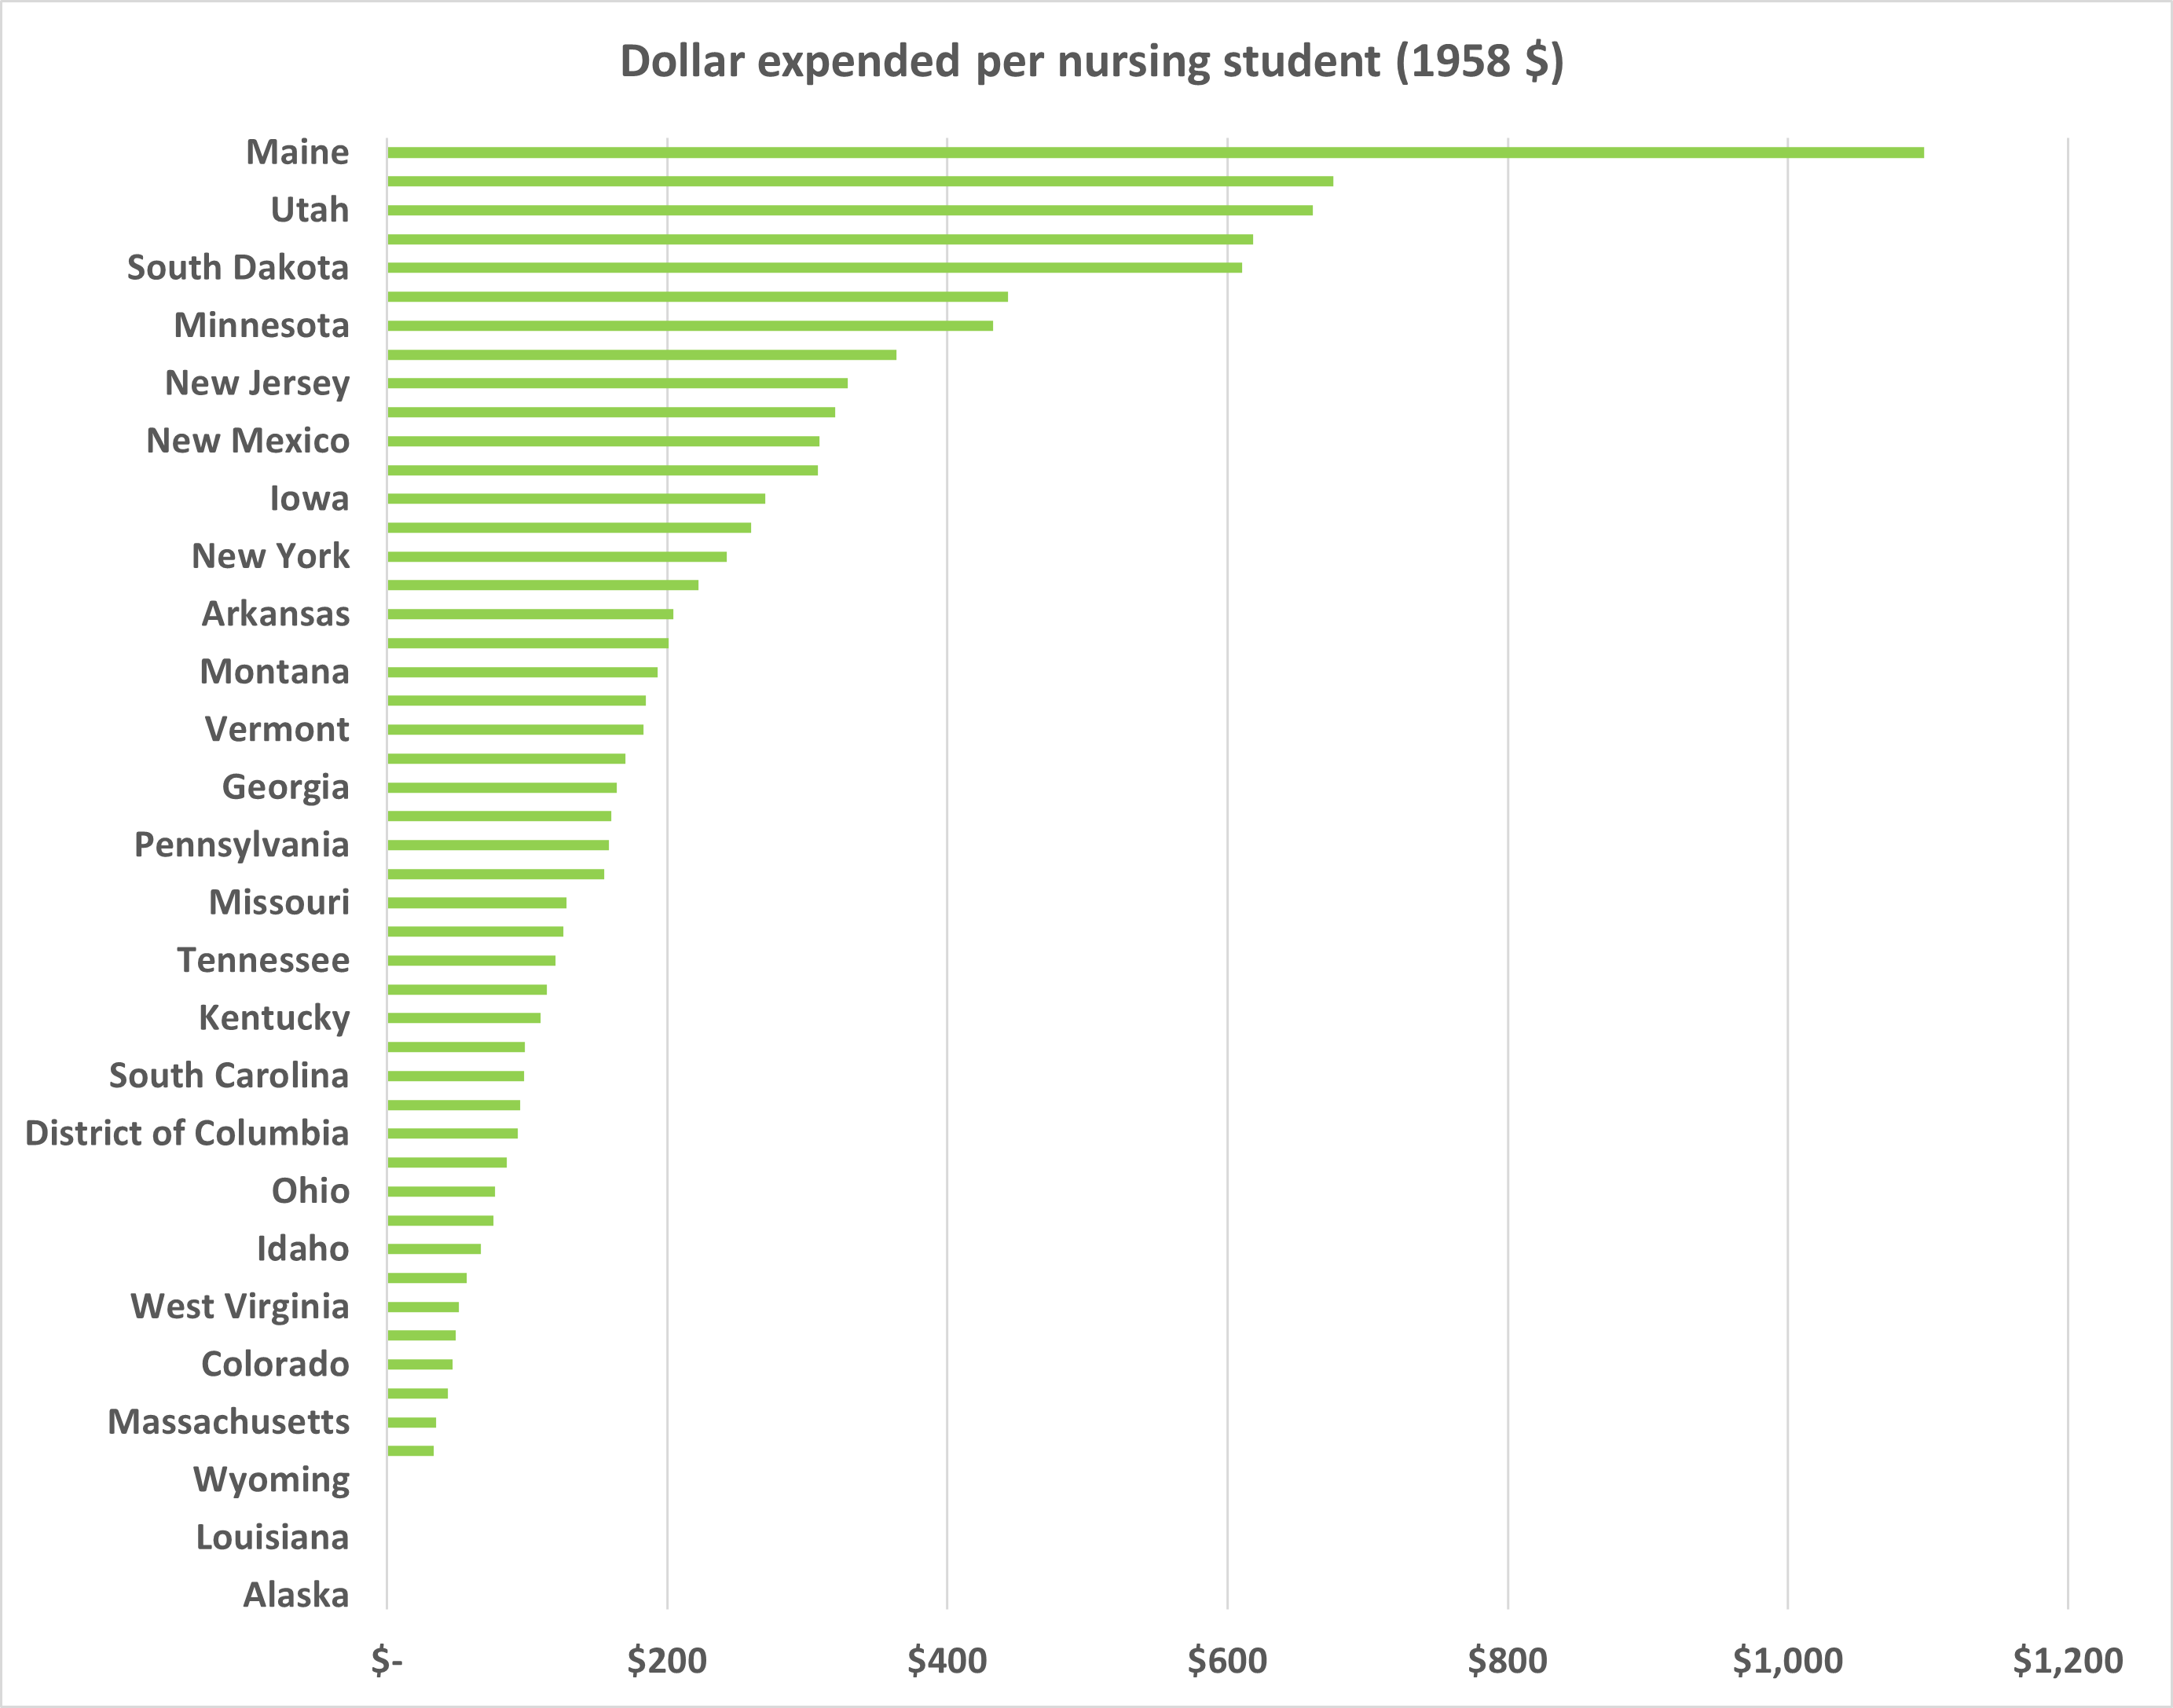 Dollar expended per nursing student (1958 $)
Maine
Utah
South Dakota
Minnesota
New Jersey
New Mexico
Iowa
New York
Arkansas
Montana
Vermont
Georgia
Pennsylvania
Missouri
Tennessee
Kentucky
South Carolina
District of Columbia
Ohio
Idaho
West Virginia
Colorado
Massachusetts
Wyoming
Louisiana
Alaska
$- $200 $400 $600 $800 $1,000 $1,200